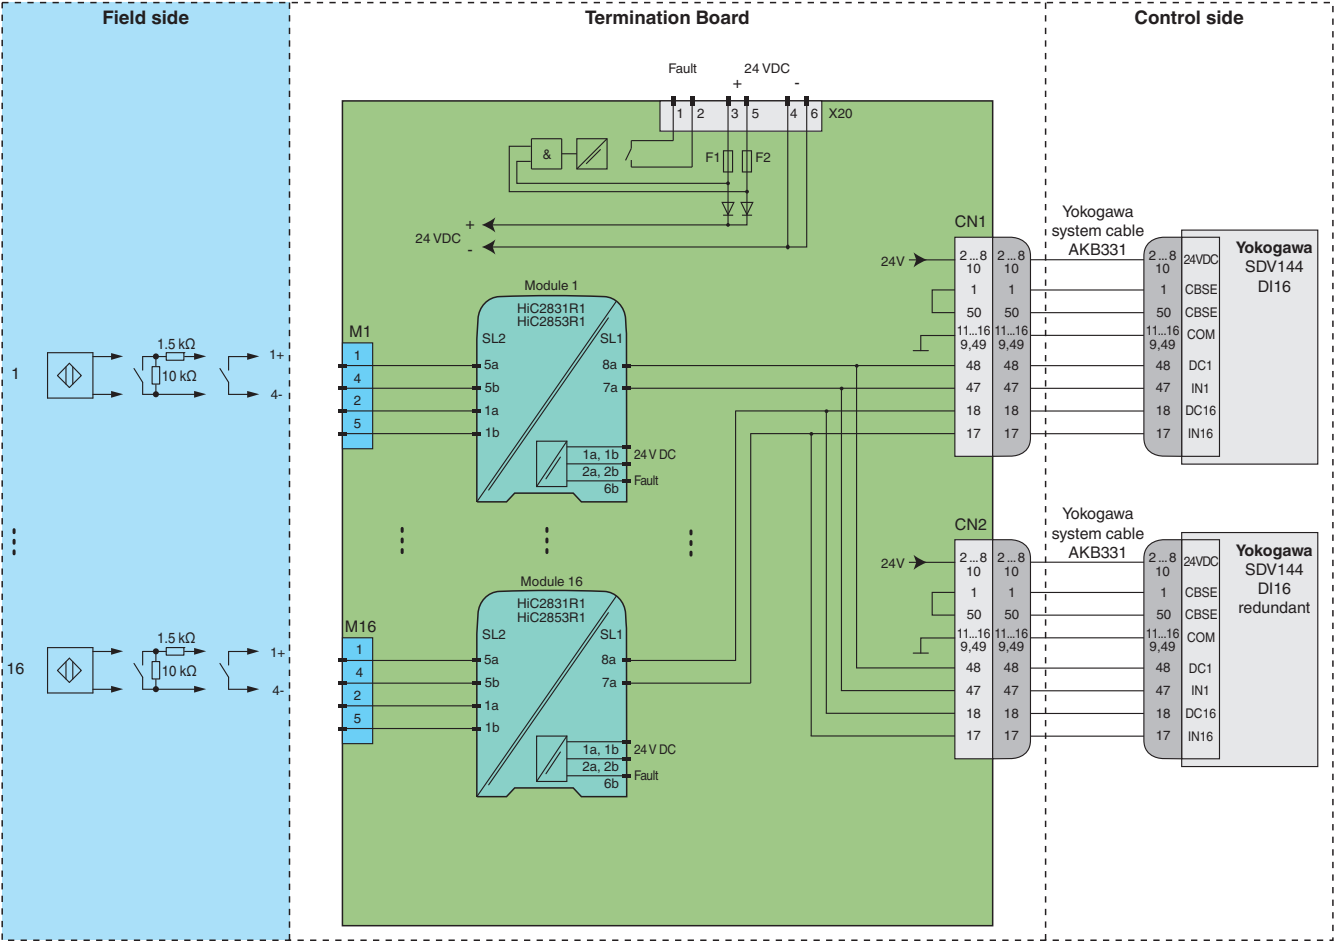 Field side
Termination Board
Control side
Fault
24 VDC
+
-
1
2
3
5
4
6
X20
&
F1
F2
+
24 VDC
-
CN1
Yokogawa
system cable
AKB331
24V
2...8
10
2...8
10
2...8
10
24VDC
1
1
1
CBSE
50
50
50
CBSE
11...16
9,49
11...16
9,49
11...16
9,49
COM
48
48
48
DC1
47
47
47
IN1
18
18
18
DC16
17
17
17
IN16
Yokogawa
SDV144
DI16
Module 1
HiC2831R1
HiC2853R1
SL2
SL1
M1
1
4
2
5
5a
5b
1a
1b
8a
7a
1a, 1b
24 V DC
2a, 2b
Fault
6b
1
1.5 kΩ
10 kΩ
1+
4-
CN2
Yokogawa
system cable
AKB331
24V
2...8
10
2...8
10
2...8
10
24VDC
1
1
1
CBSE
50
50
50
CBSE
11...16
9,49
11...16
9,49
11...16
9,49
COM
48
48
48
DC1
47
47
47
IN1
18
18
18
DC16
17
17
17
IN16
Yokogawa
SDV144
DI16
redundant
Module 16
HiC2831R1
HiC2853R1
SL2
SL1
M16
1
4
2
5
5a
5b
1a
1b
8a
7a
1a, 1b
24 V DC
2a, 2b
Fault
6b
16
1.5 kΩ
10 kΩ
1+
4-